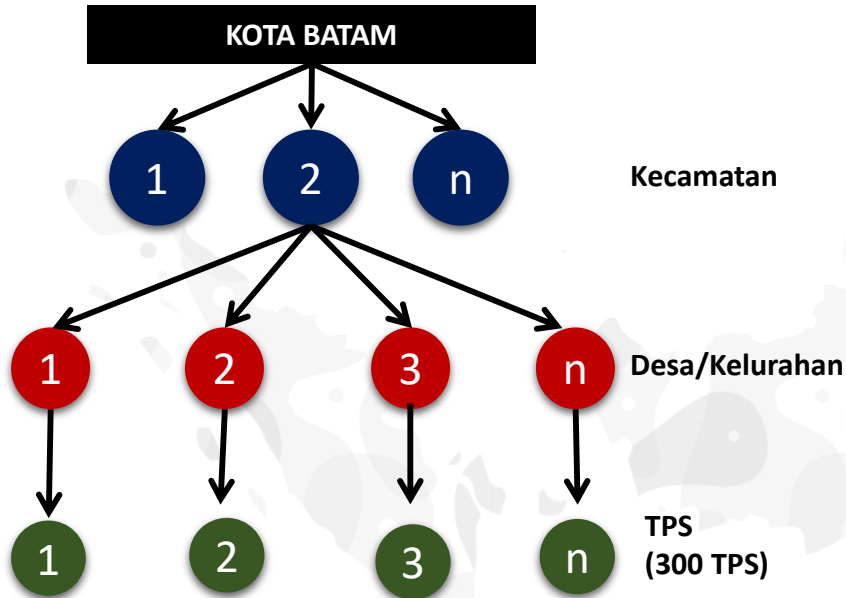 KOTA BATAM
1 2 n Kecamatan
1 2 3 n Desa/Kelurahan
1 2 3 n TPS
(300 TPS)